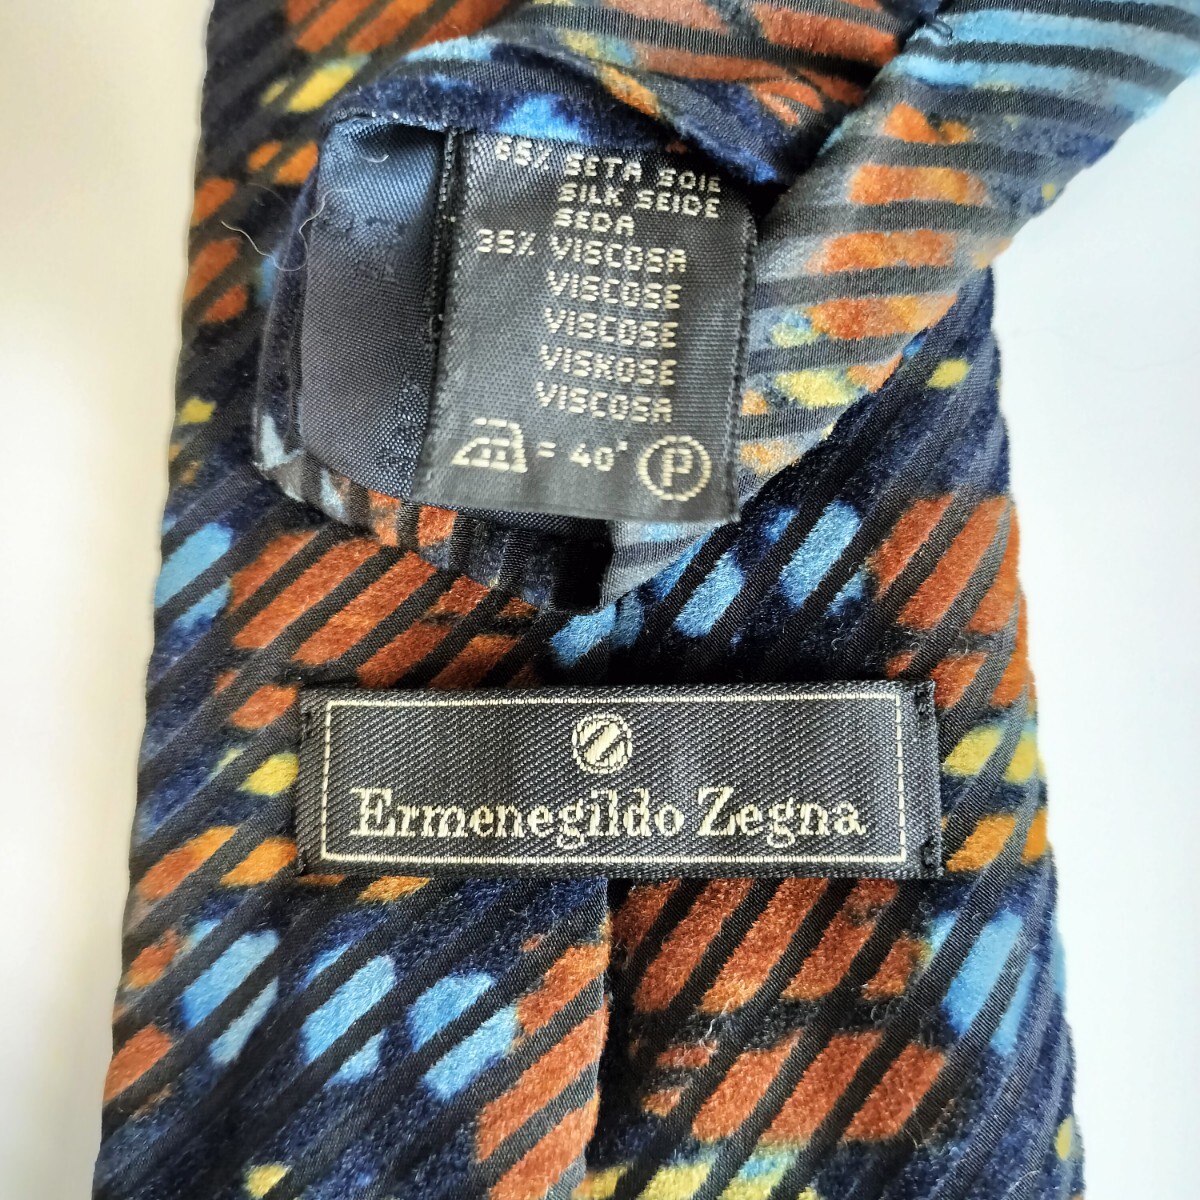 65% SETA SOIE
SILK SEIDE
SEDA
35% VISCOSA
VISCOSE
VISCOSE
VISKOSE
VISCOSA
= 40° P
Z
Ermenegildo Zegna